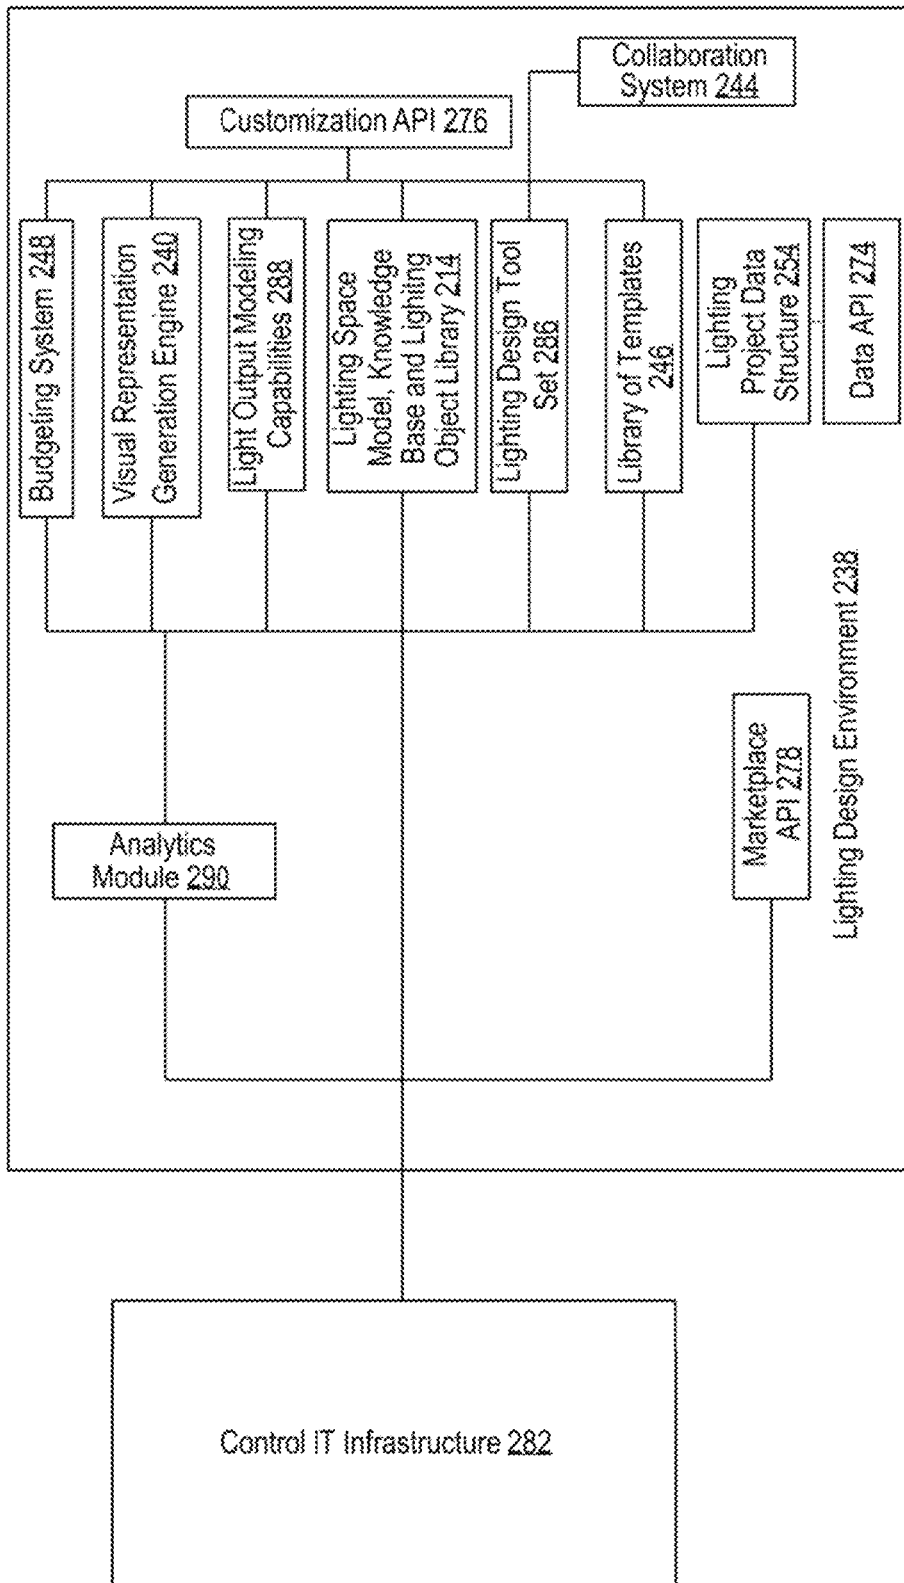 Collaboration
System 244
Customization API 276
Budgeting System 248
Visual Representation
Generation Engine 240
Light Output Modeling
Capabilities 288
Lighting Space
Model, Knowledge
Base and Lighting
Object Library 214
Lighting Design Tool
Set 286
Library of Templates
246
Lighting
Project Data
Structure 254
Data API 274
Analytics
Module 290
Marketplace
API 278
Lighting Design Environment 238
Control IT Infrastructure 282